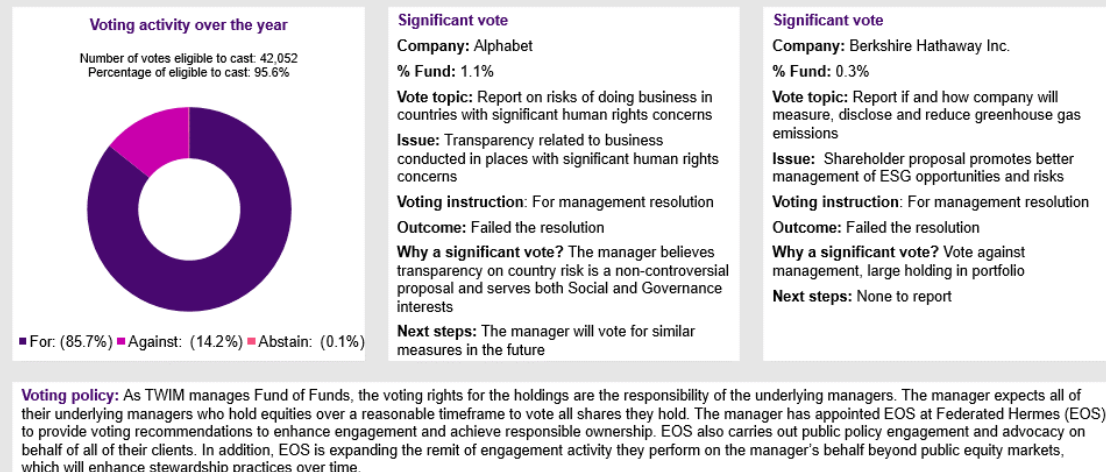 Voting activity over the year
Number of votes eligible to cast: 42,052
Percentage of eligible to cast: 95.6%
For: (85.7%) Against: (14.2%) Abstain: (0.1%)
Significant vote
Company: Alphabet
% Fund: 1.1%
Vote topic: Report on risks of doing business in
countries with significant human rights concerns
Issue: Transparency related to business
conducted in places with significant human rights
concerns
Voting instruction: For management resolution
Outcome: Failed the resolution
Why a significant vote? The manager believes
transparency on country risk is a non-controversial
proposal and serves both Social and Governance
interests
Next steps: The manager will vote for similar
measures in the future
Significant vote
Company: Berkshire Hathaway Inc.
% Fund: 0.3%
Vote topic: Report if and how company will
measure, disclose and reduce greenhouse gas
emissions
Issue: Shareholder proposal promotes better
management of ESG opportunities and risks
Voting instruction: For management resolution
Outcome: Failed the resolution
Why a significant vote? Vote against
management, large holding in portfolio
Next steps: None to report
Voting policy: As TWIM manages Fund of Funds, the voting rights for the holdings are the responsibility of the underlying managers. The manager expects all of
their underlying managers who hold equities over a reasonable timeframe to vote all shares they hold. The manager has appointed EOS at Federated Hermes (EOS)
to provide voting recommendations to enhance engagement and achieve responsible ownership. EOS also carries out public policy engagement and advocacy on
behalf of all of their clients. In addition, EOS is expanding the remit of engagement activity they perform on the manager's behalf beyond public equity markets,
which will enhance stewardship practices over time.